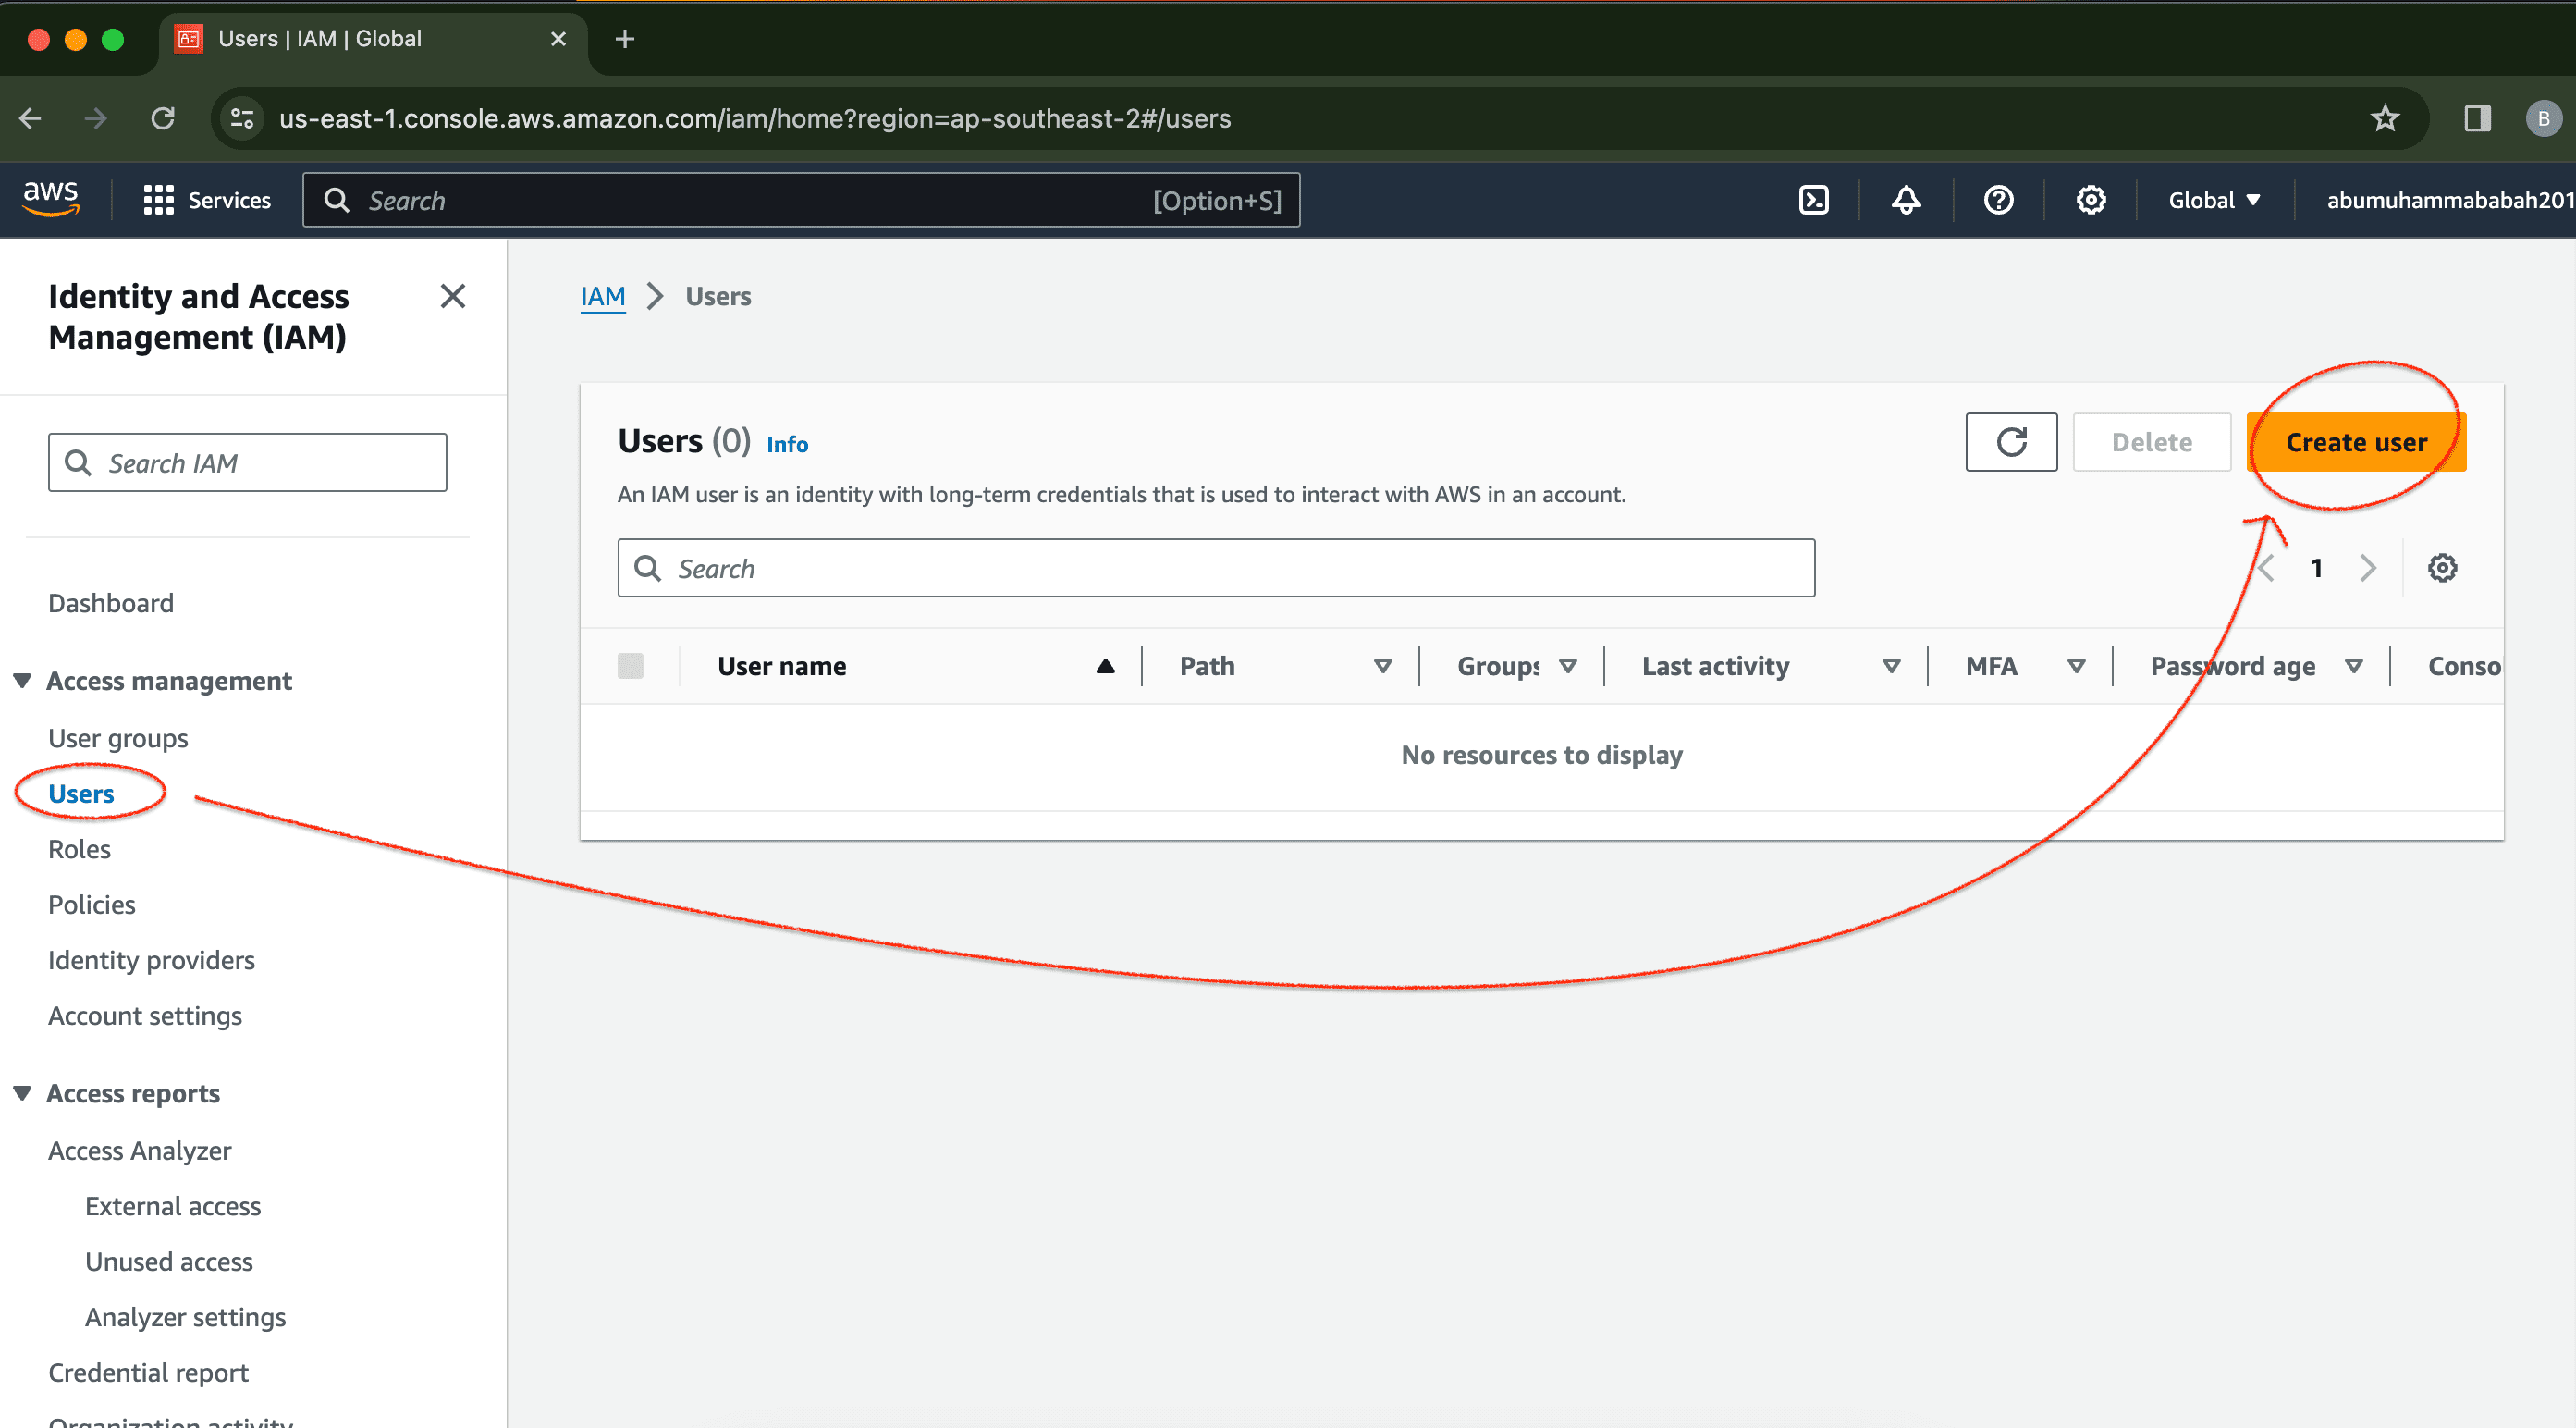 Users | IAM | Global
us-east-1.console.aws.amazon.com/iam/home?region=ap-southeast-2#/users
B
aws
Services
Search
[Option+S]
Global
abumuhammababah201
Identity and Access
Management (IAM)
Search IAM
Dashboard
Access management
User groups
Users
Roles
Policies
Identity providers
Account settings
Access reports
Access Analyzer
External access
Unused access
Analyzer settings
Credential report
Organization activity
IAM > Users
Users (0) Info
Delete
Create user
An IAM user is an identity with long-term credentials that is used to interact with AWS in an account.
Search
1
User name Path Groups Last activity MFA Password age Conso
No resources to display